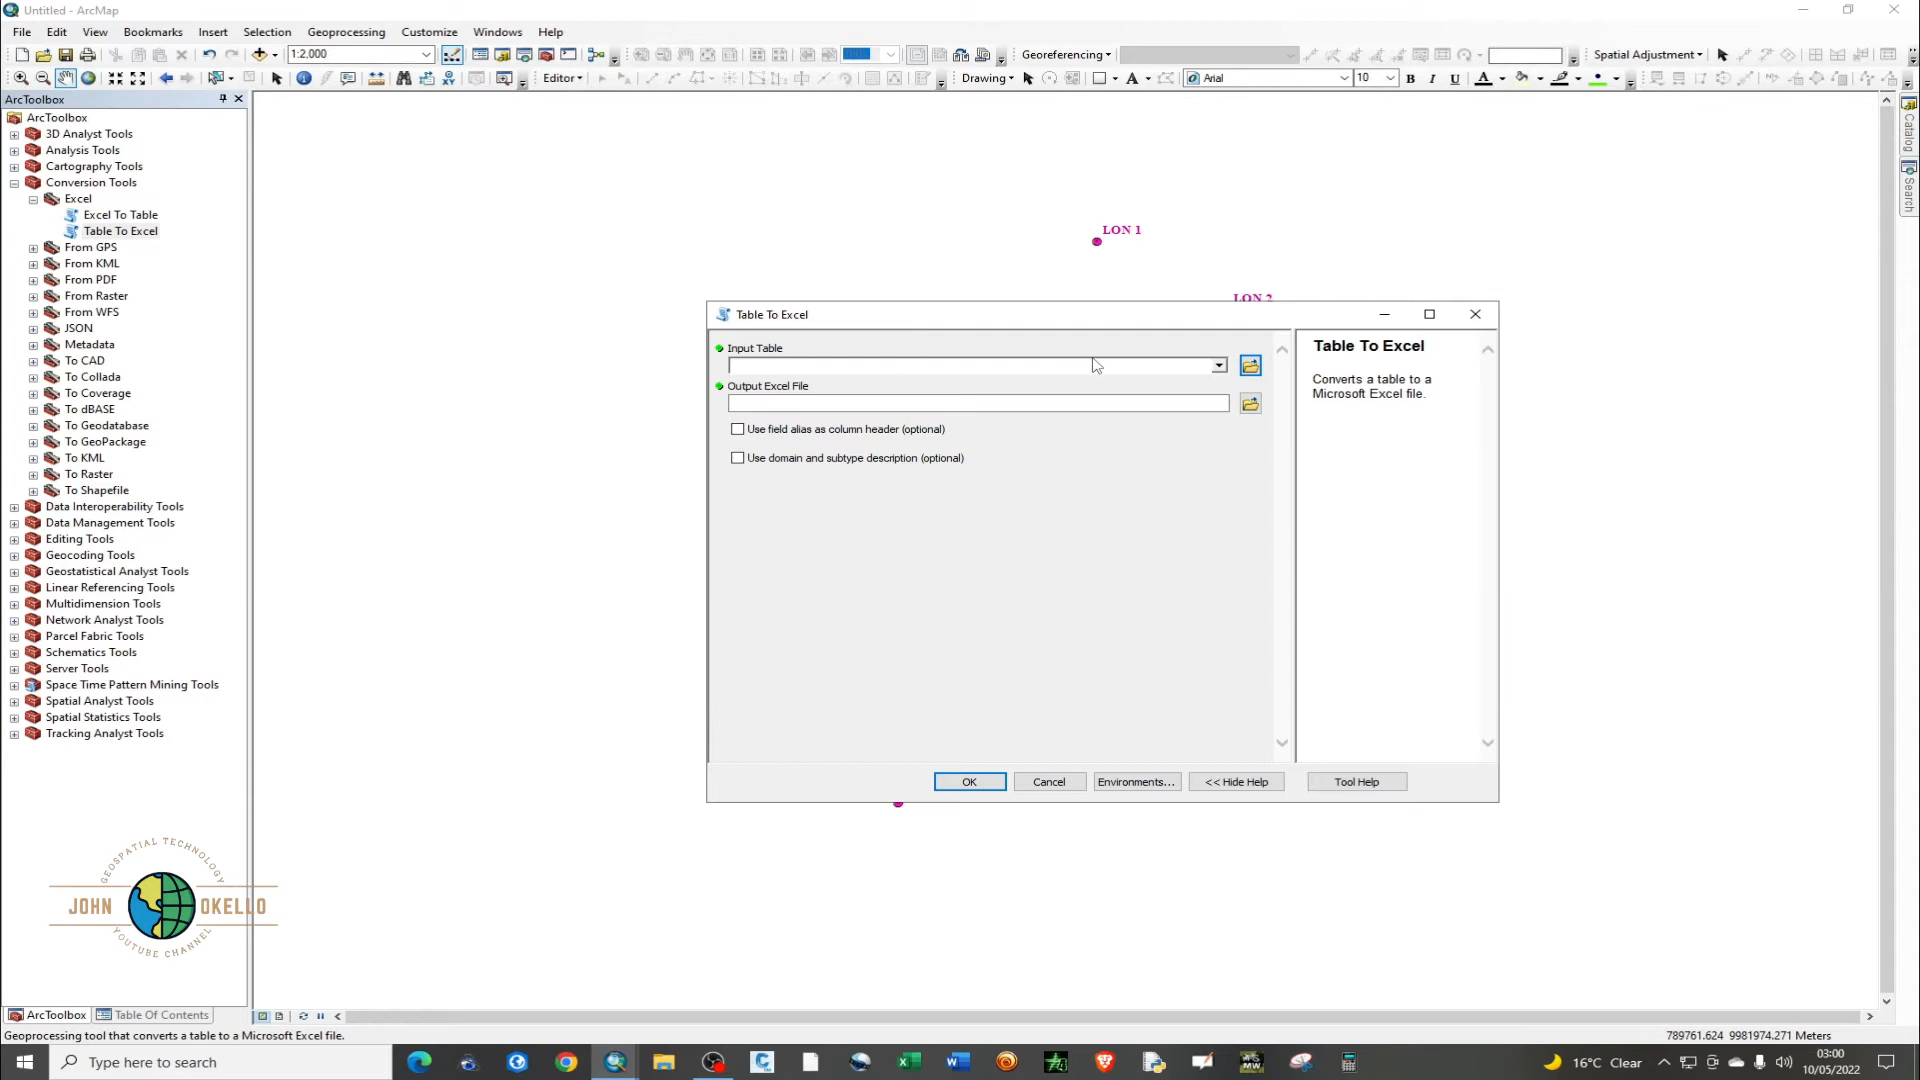 Untitled - ArcMap
File Edit View Bookmarks Insert Selection Geoprocessing Customize Windows Help
1:2,000
Georeferencing
Spatial Adjustment
Editor
Drawing
Arial
10
B I U A
ArcToolbox
ArcToolbox
3D Analyst Tools
Analysis Tools
Cartography Tools
Conversion Tools
Excel
Excel To Table
Table To Excel
From GPS
From KML
From PDF
From Raster
From WFS
JSON
Metadata
To CAD
To Collada
To Coverage
To dBASE
To Geodatabase
To GeoPackage
To KML
To Raster
To Shapefile
Data Interoperability Tools
Data Management Tools
Editing Tools
Geocoding Tools
Geostatistical Analyst Tools
Linear Referencing Tools
Multidimension Tools
Network Analyst Tools
Parcel Fabric Tools
Schematics Tools
Server Tools
Space Time Pattern Mining Tools
Spatial Analyst Tools
Spatial Statistics Tools
Tracking Analyst Tools
LON 1
LON 2
Table To Excel
Input Table
Output Excel File
Use field alias as column header (optional)
Use domain and subtype description (optional)
Table To Excel
Converts a table to a
Microsoft Excel file.
OK
Cancel
Environments...
<< Hide Help
Tool Help
Catalog
Search
GEOSPATIAL TECHNOLOGY
JOHN OKELLO
YOUTUBE CHANNEL
ArcToolbox
Table Of Contents
Geoprocessing tool that converts a table to a Microsoft Excel file.
789761.624 9981974.271 Meters
Type here to search
16°C Clear
03:00
10/05/2022